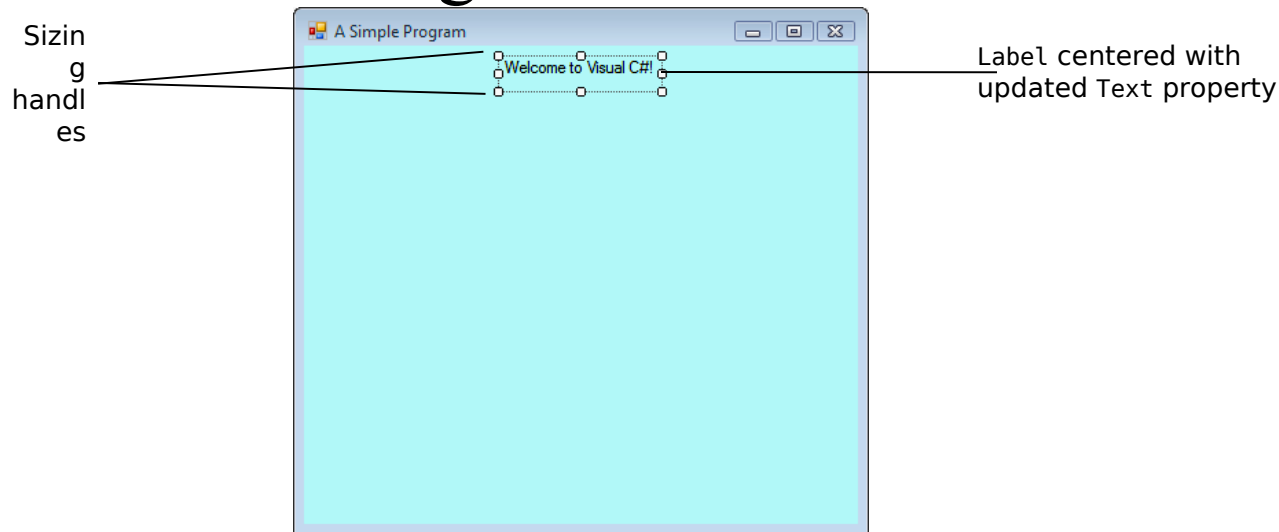 A Simple Program
Sizin
g
handl
es
Welcome to Visual C#!
Label centered with
updated Text property